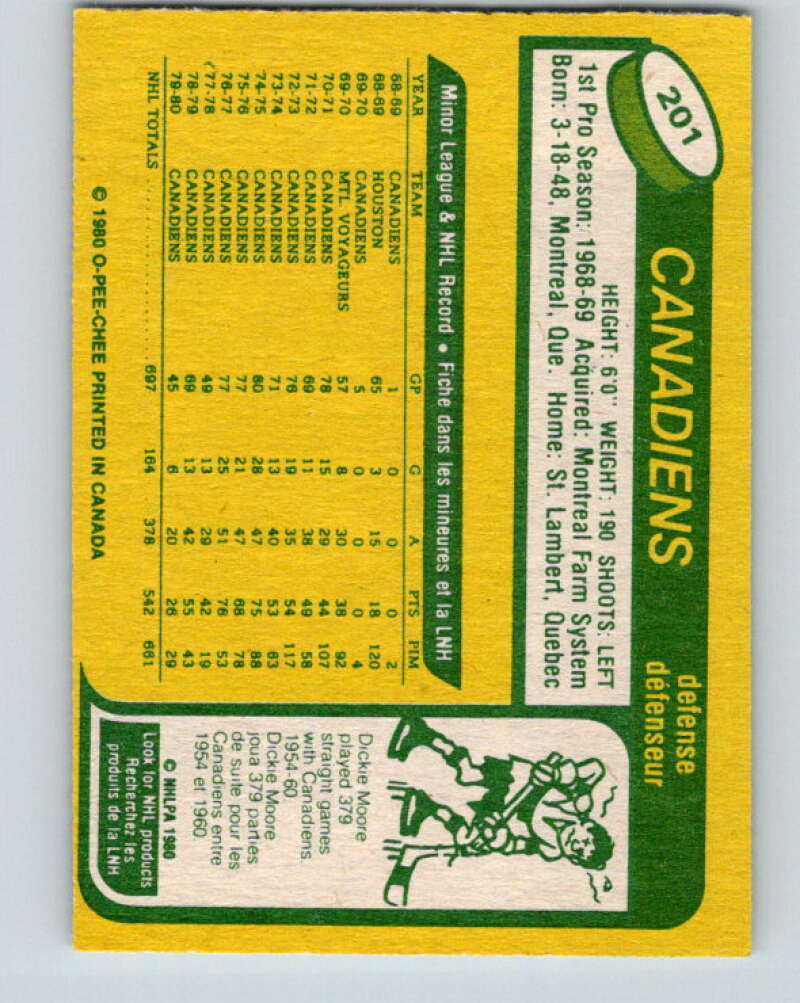 201
CANADIENS
defense
défenseur
HEIGHT: 6'0" WEIGHT: 190 SHOOTS: LEFT
1st Pro Season: 1968-69 Acquired: Montreal Farm System
Born: 3-18-48, Montreal, Que. Home: St. Lambert, Quebec
Minor League & NHL Record • Fiche dans les mineures et la LNH
YEAR TEAM GP G A PTS PIM
68-69 CANADIENS 1 0 0 0 2
68-69 HOUSTON 65 3 15 18 120
69-70 CANADIENS 5 0 0 0 4
69-70 MTL. VOYAGEURS 57 8 30 38 92
70-71 CANADIENS 78 15 29 44 107
71-72 CANADIENS 69 11 38 49 58
72-73 CANADIENS 76 19 35 54 117
73-74 CANADIENS 71 13 40 53 63
74-75 CANADIENS 80 28 47 75 88
75-76 CANADIENS 77 21 47 68 78
76-77 CANADIENS 77 25 51 76 53
77-78 CANADIENS 49 13 29 42 19
78-79 CANADIENS 69 13 42 55 43
79-80 CANADIENS 45 6 20 26 29
NHL TOTALS .......... 697 164 378 542 661
© 1980 O-PEE-CHEE PRINTED IN CANADA
Dickie Moore
played 379
straight games
with Canadiens.
1954-60.
Dickie Moore
joua 379 parties
de suite pour les
Canadiens entre
1954 et 1960.
© NHLPA 1980
Look for NHL products
Recherchez les
produits de la LNH